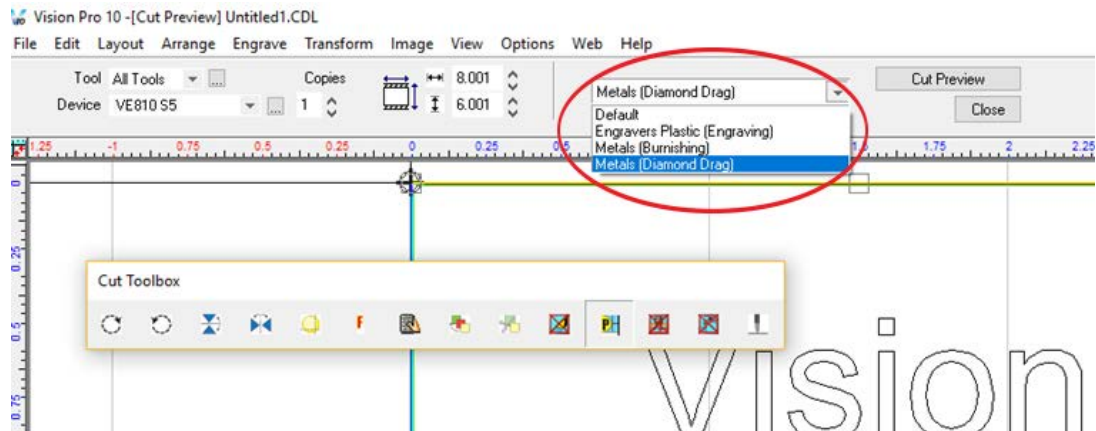 Vision Pro 10 -[Cut Preview] Untitled1.CDL
File Edit Layout Arrange Engrave Transform Image View Options Web Help
Tool All Tools ... Copies 8.001 Metals (Diamond Drag) Cut Preview
Device VE810 S5 ... 1 6.001 Default Close
Engravers Plastic (Engraving)
Metals (Burnishing)
Metals (Diamond Drag)
1.25 -1 0.75 0.5 0.25 0 0.25 1.75 2 2.25
0
0.25
0.5
0.75
Cut Toolbox
F
P
Vision